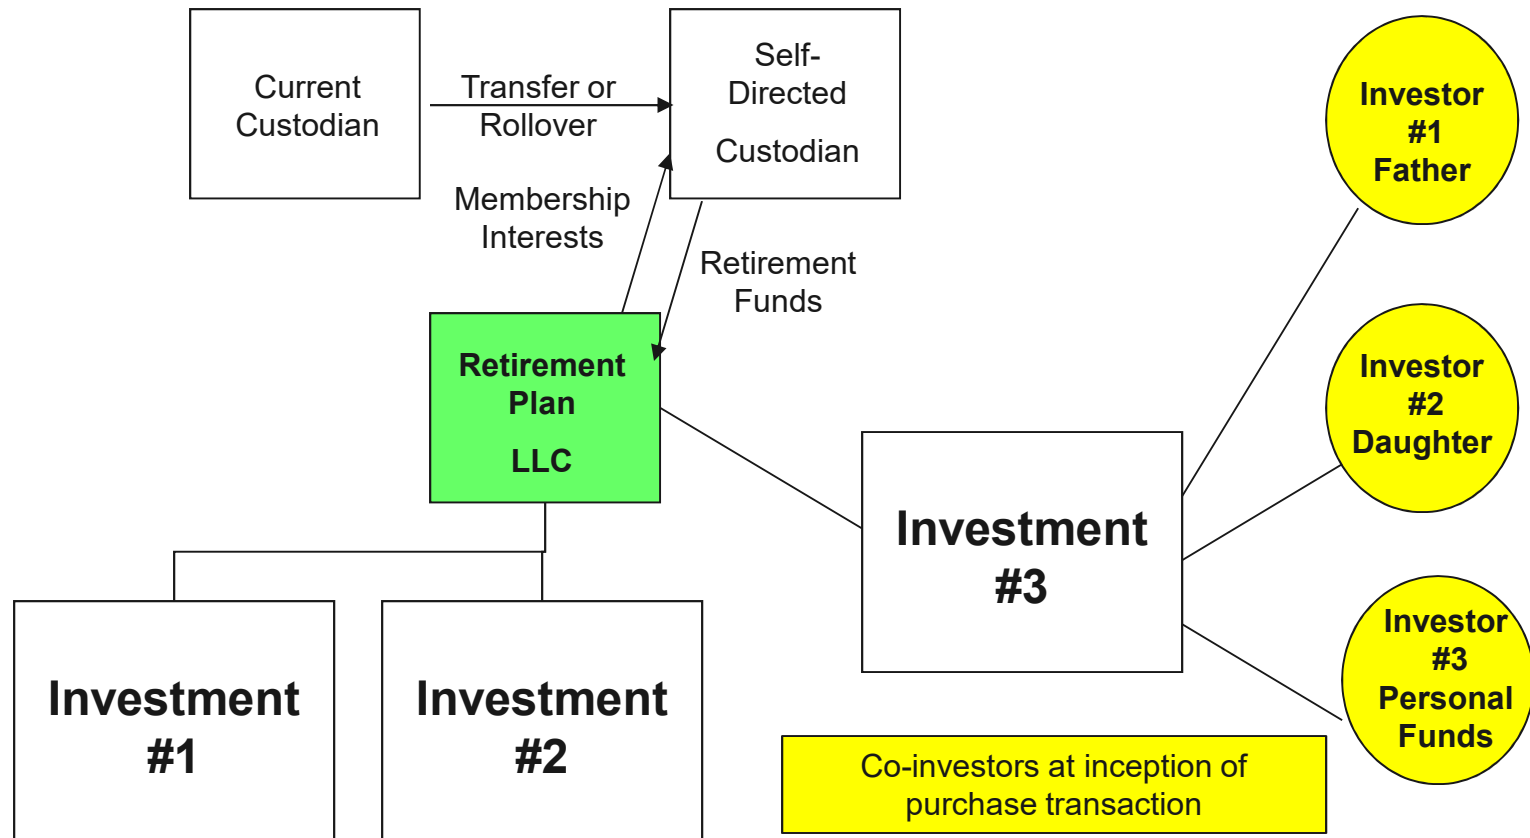 Current
Custodian
Transfer or
Rollover
Self-
Directed
Custodian
Membership
Interests
Retirement
Funds
Retirement
Plan
LLC
Investment
#1
Investment
#2
Investment
#3
Investor
#1
Father
Investor
#2
Daughter
Investor
#3
Personal
Funds
Co-investors at inception of
purchase transaction